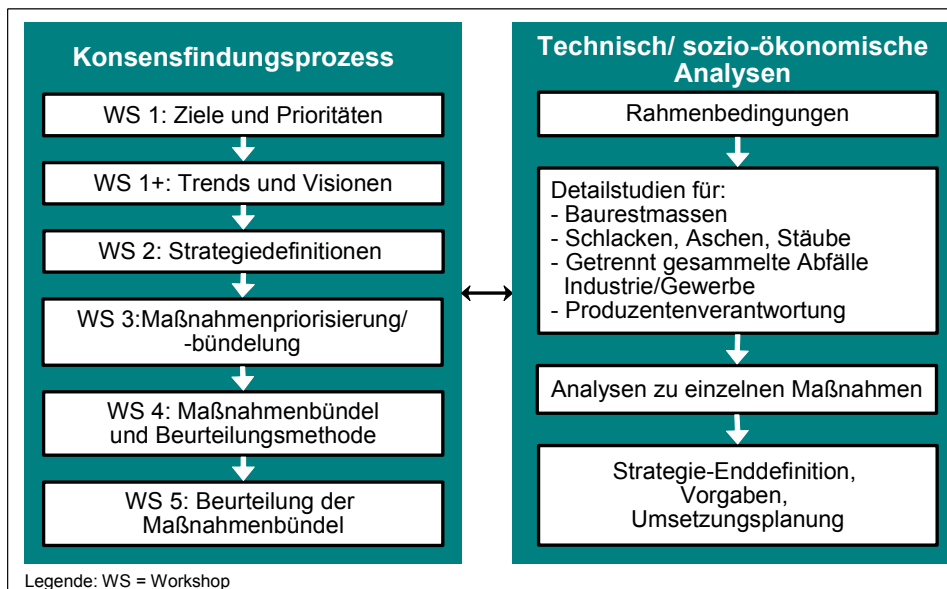 Konsensfindungsprozess
WS 1: Ziele und Prioritäten
WS 1+: Trends und Visionen
WS 2: Strategiedefinitionen
WS 3:Maßnahmenpriorisierung/
-bündelung
WS 4: Maßnahmenbündel
und Beurteilungsmethode
WS 5: Beurteilung der
Maßnahmenbündel
Technisch/ sozio-ökonomische
Analysen
Rahmenbedingungen
Detailstudien für:
- Baurestmassen
- Schlacken, Aschen, Stäube
- Getrennt gesammelte Abfälle
Industrie/Gewerbe
- Produzentenverantwortung
Analysen zu einzelnen Maßnahmen
Strategie-Enddefinition,
Vorgaben,
Umsetzungsplanung
Legende: WS = Workshop